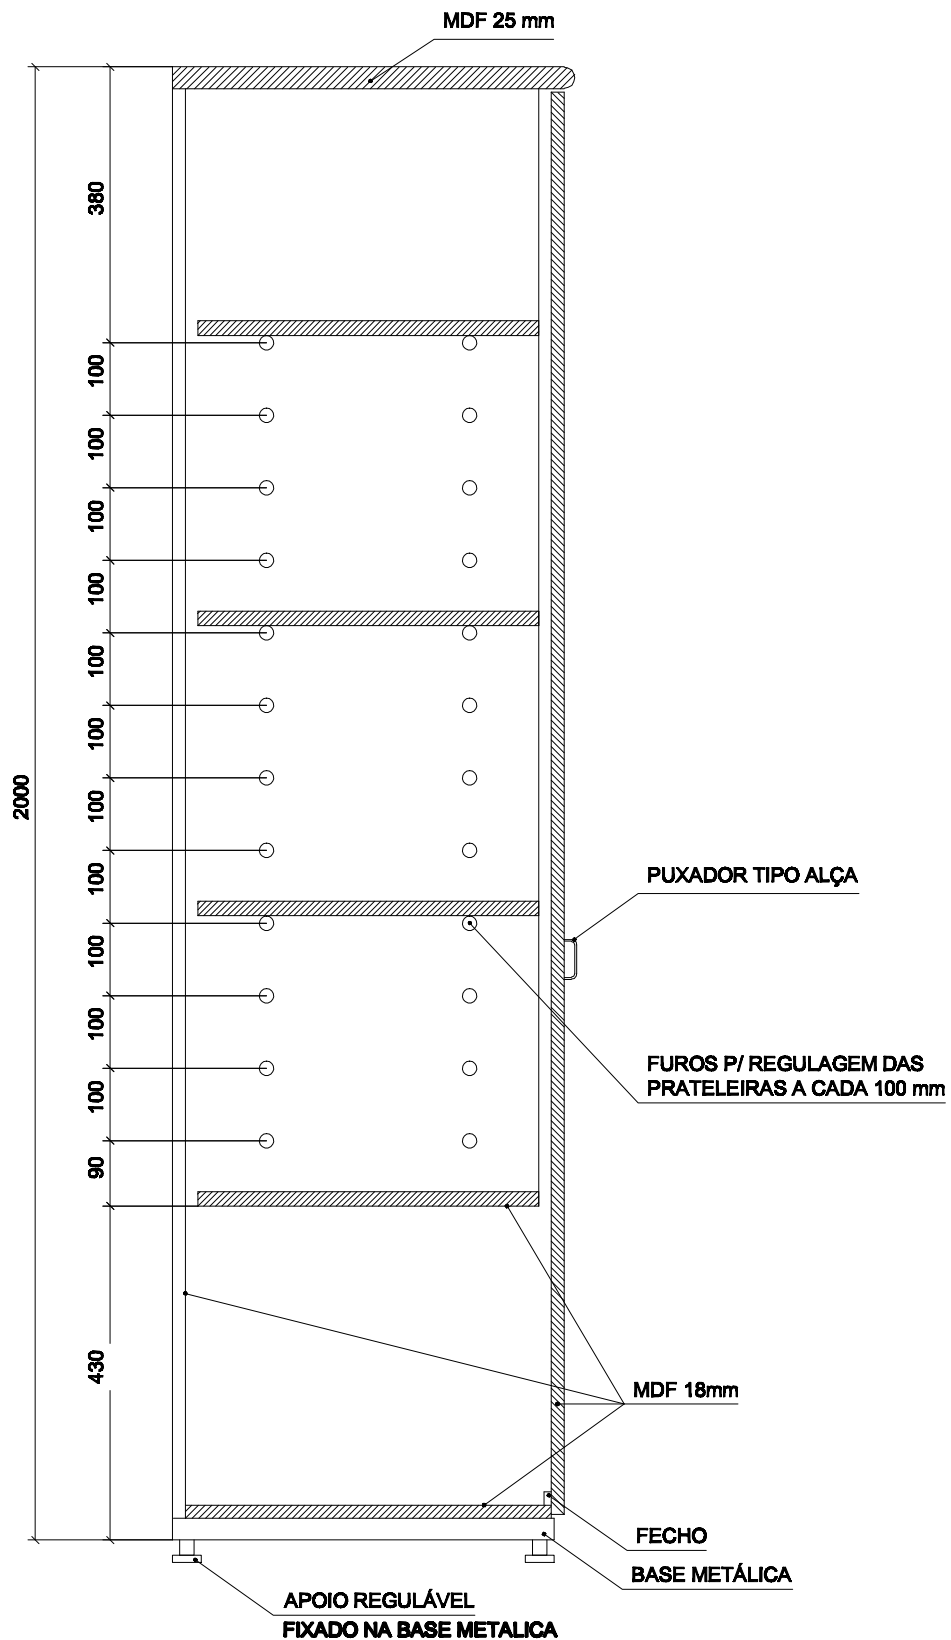 MDF 25 mm
380
100
100
100
100
100
100
100
100
100
100
100
90
430
2000
PUXADOR TIPO ALÇA
FUROS P/ REGULAGEM DAS
PRATELEIRAS A CADA 100 mm
MDF 18mm
FECHO
BASE METÁLICA
APOIO REGULÁVEL
FIXADO NA BASE METALICA